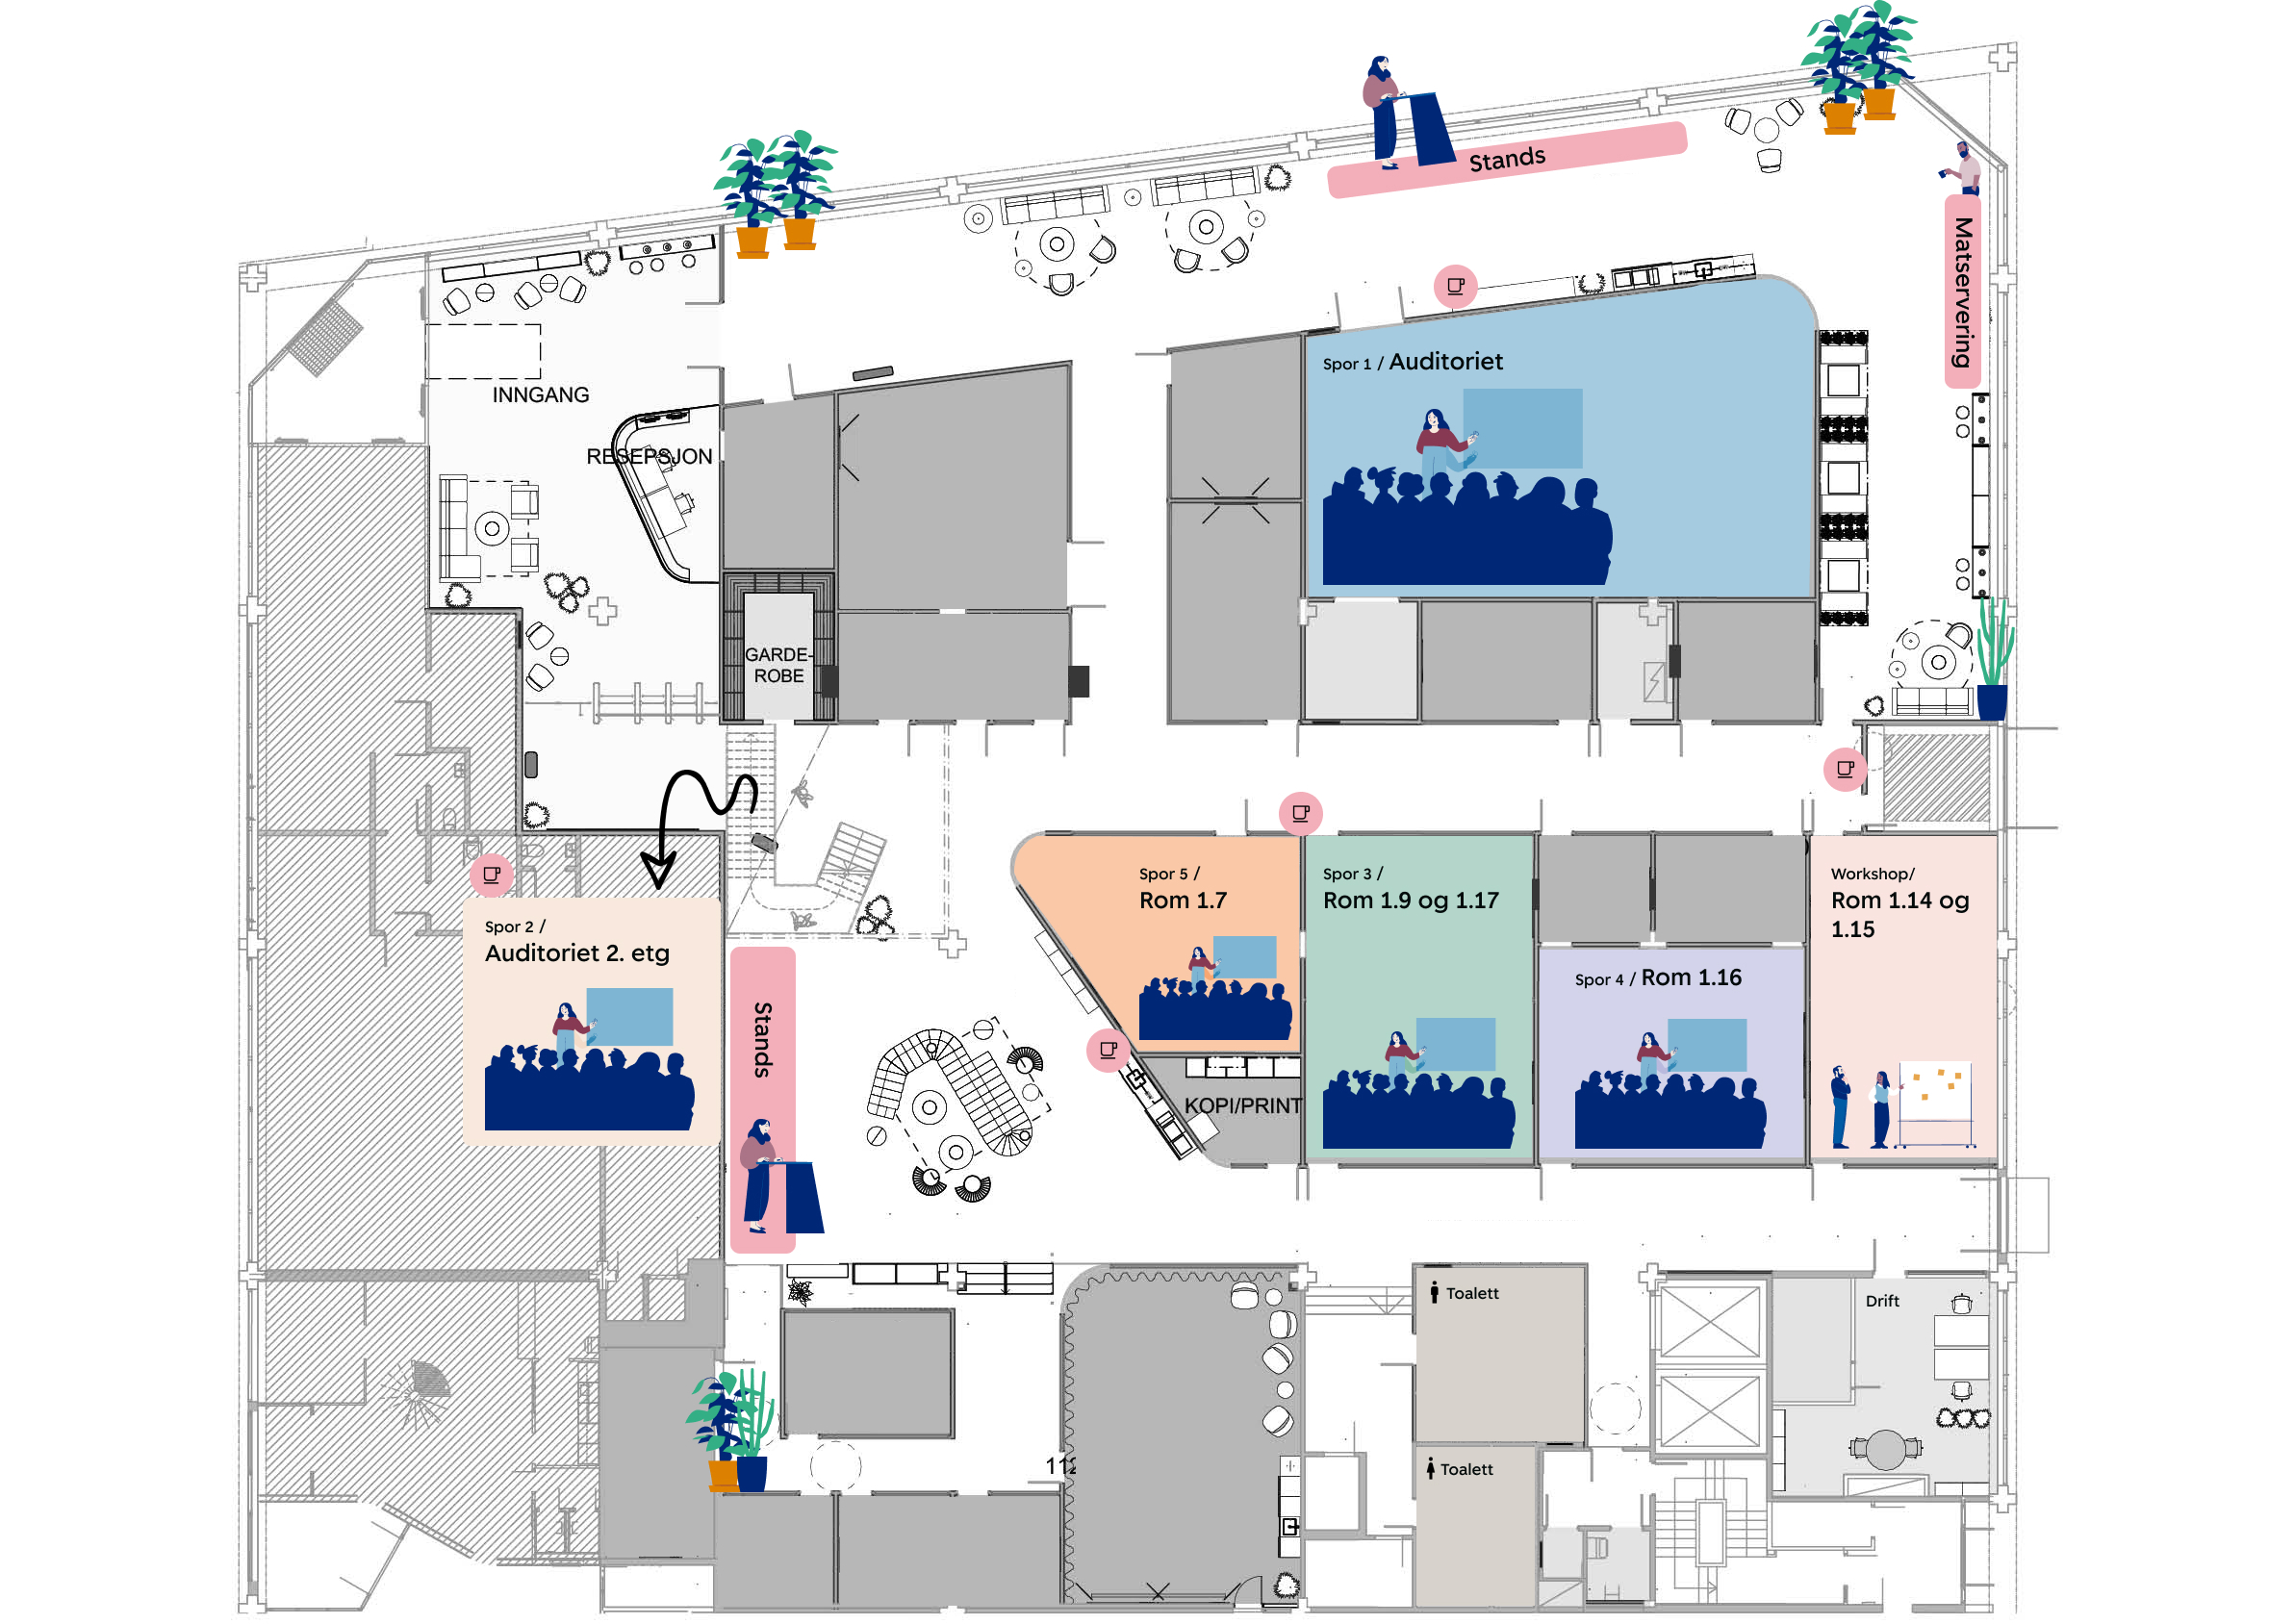 Stands
Matservering
Spor 1 / Auditoriet
INNGANG
RESEPSJON
GARDE-
ROBE
Spor 5 /
Rom 1.7
Spor 3 /
Rom 1.9 og 1.17
Workshop/
Rom 1.14 og
1.15
Spor 2 /
Auditoriet 2. etg
Spor 4 / Rom 1.16
Stands
KOPI/PRINT
Toalett
Drift
Toalett
112